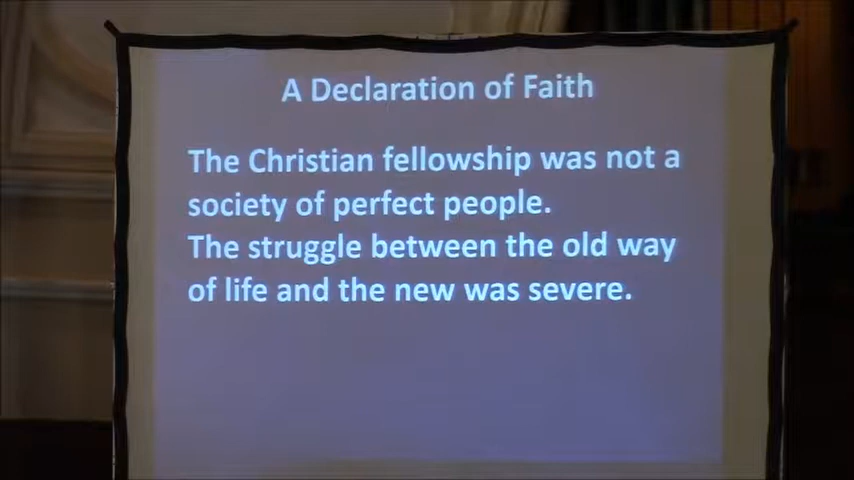 A Declaration of Faith
The Christian fellowship was not a
society of perfect people.
The struggle between the old way
of life and the new was severe.